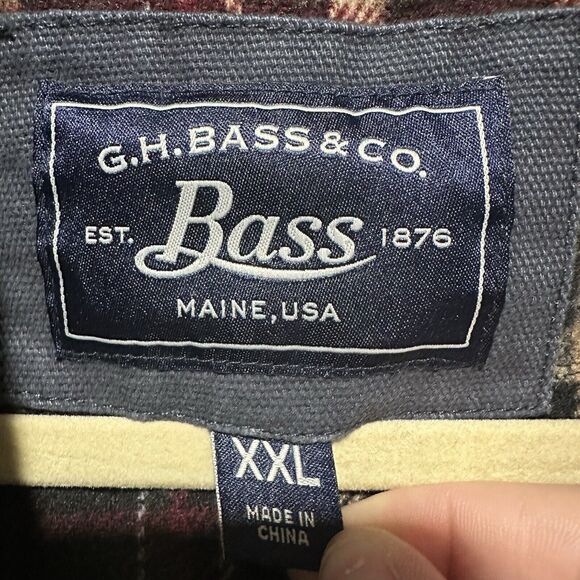 G.H.BASS & CO.
EST. Bass 1876
MAINE, USA
XXL
MADE IN
CHINA